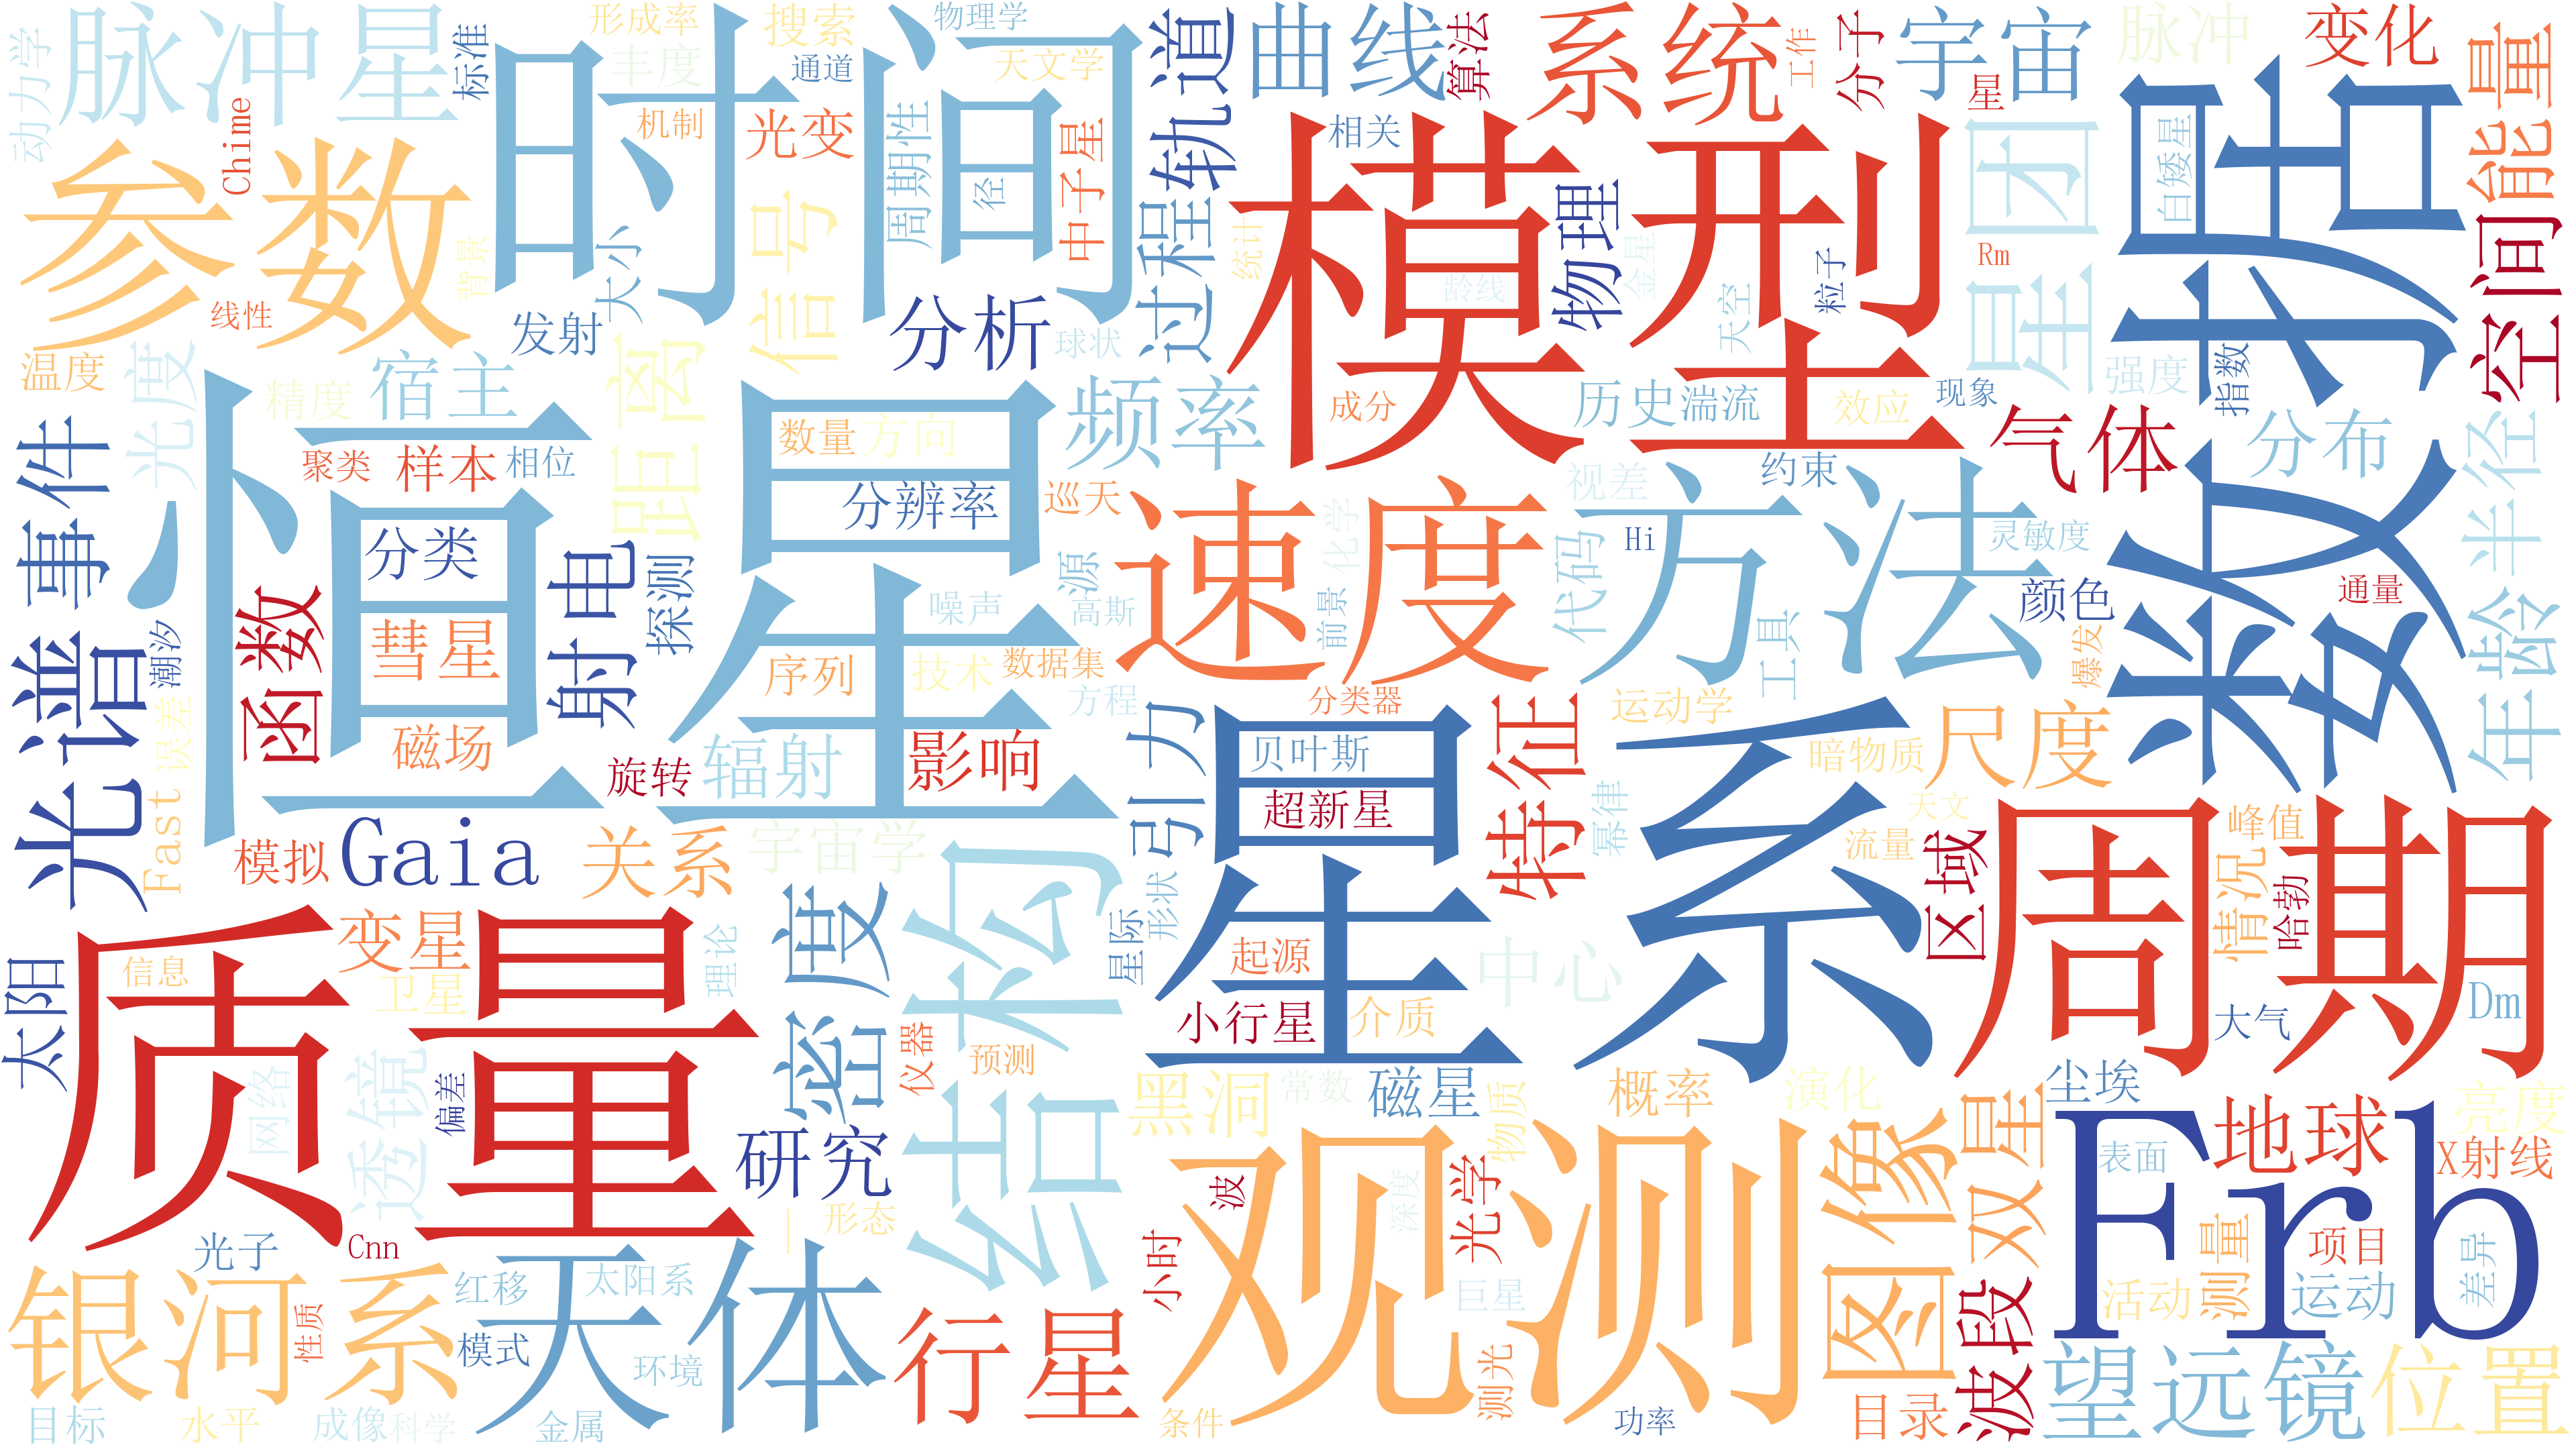 动力学
脉冲星
标准
形成率
搜索
物理学
丰度
通道
天文学
时间
机制
光变
周期性
径
中子星
轨道
曲线
算法
系统
工作
分子
宇宙
星
脉冲
变化
能量
Chime
参数
背景
大小
信号
线性
发射
分析
球状
过程
统计
相关
模型
物理
金星
天空
粒子
Rm
星团
白矮星
数据
空间
龄线
温度
光度
精度
宿主
距离
频率
成分
历史
湍流
效应
现象
强度
指数
恒星
聚类
样本
相位
数量
方向
分辨率
巡天
速度
视差
约束
气体
分布
半径
事件
分类
射电
探测
源
化学
方法
Hi
灵敏度
代码
颜色
通量
年龄
光谱
潮汐
函数
彗星
噪声
高斯
前景
工具
爆发
序列
技术
数据集
磁场
误差
方程
分类器
运动学
旋转
辐射
影响
引力
星系
贝叶斯
特征
暗物质
尺度
Fast
超新星
幂律
天文
模拟
Gaia
关系
宇宙学
流量
区域
周期
峰值
情况
哈勃
质量
变星
密度
结构
形状
星际
起源
中心
太阳
信息
卫星
理论
小行星
介质
大气
Dm
网络
透镜
偏差
仪器
预测
黑洞
常数
磁星
概率
演化
尘埃
亮度
研究
观测
物质
图像
双星
Frb
地球
表面
X射线
形态
一
波
深度
光学
光子
Cnn
小时
测量
项目
差异
银河系
性质
红移
太阳系
天体
行星
巨星
波段
活动
运动
模式
环境
测光
望远镜
位置
目标
水平
成像
科学
金属
条件
功率
目录